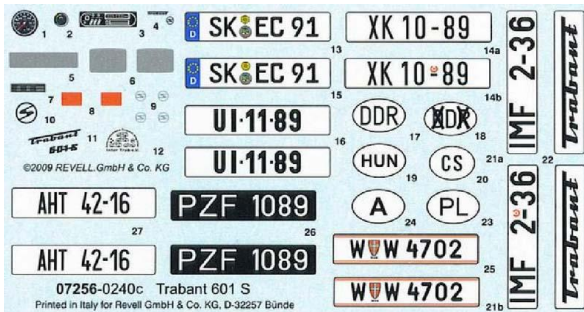 1 2 3 4
SK EC 91
D
13
XK 10-89
14a
IMF 2-36
Trabant
5 6
SK EC 91
D
15
XK 10-89
14b
7 8 9
10
UI-11-89
16
DDR
17
DDR
18
Trabant
601 S
11
12
UI-11-89
HUN
19
CS
20
21a
22
©2009 REVELL.GmbH & Co. KG
AHT 42-16
27
PZF 1089
26
A
24
PL
23
IMF 2-36
Trabant
AHT 42-16
PZF 1089
W W 4702
25
W W 4702
21b
07256-0240c Trabant 601 S
Printed in Italy for Revell GmbH & Co. KG, D-32257 Bünde